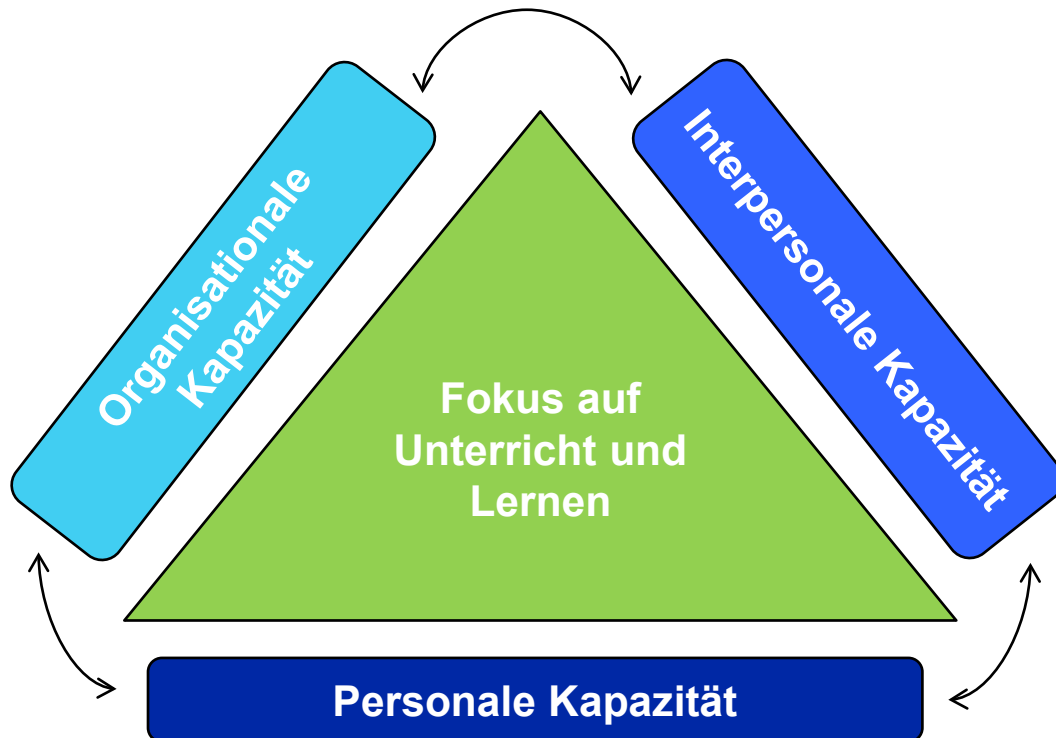 Organisationale
Kapazität
Interpersonale Kapazität
Fokus auf
Unterricht und
Lernen
Personale Kapazität